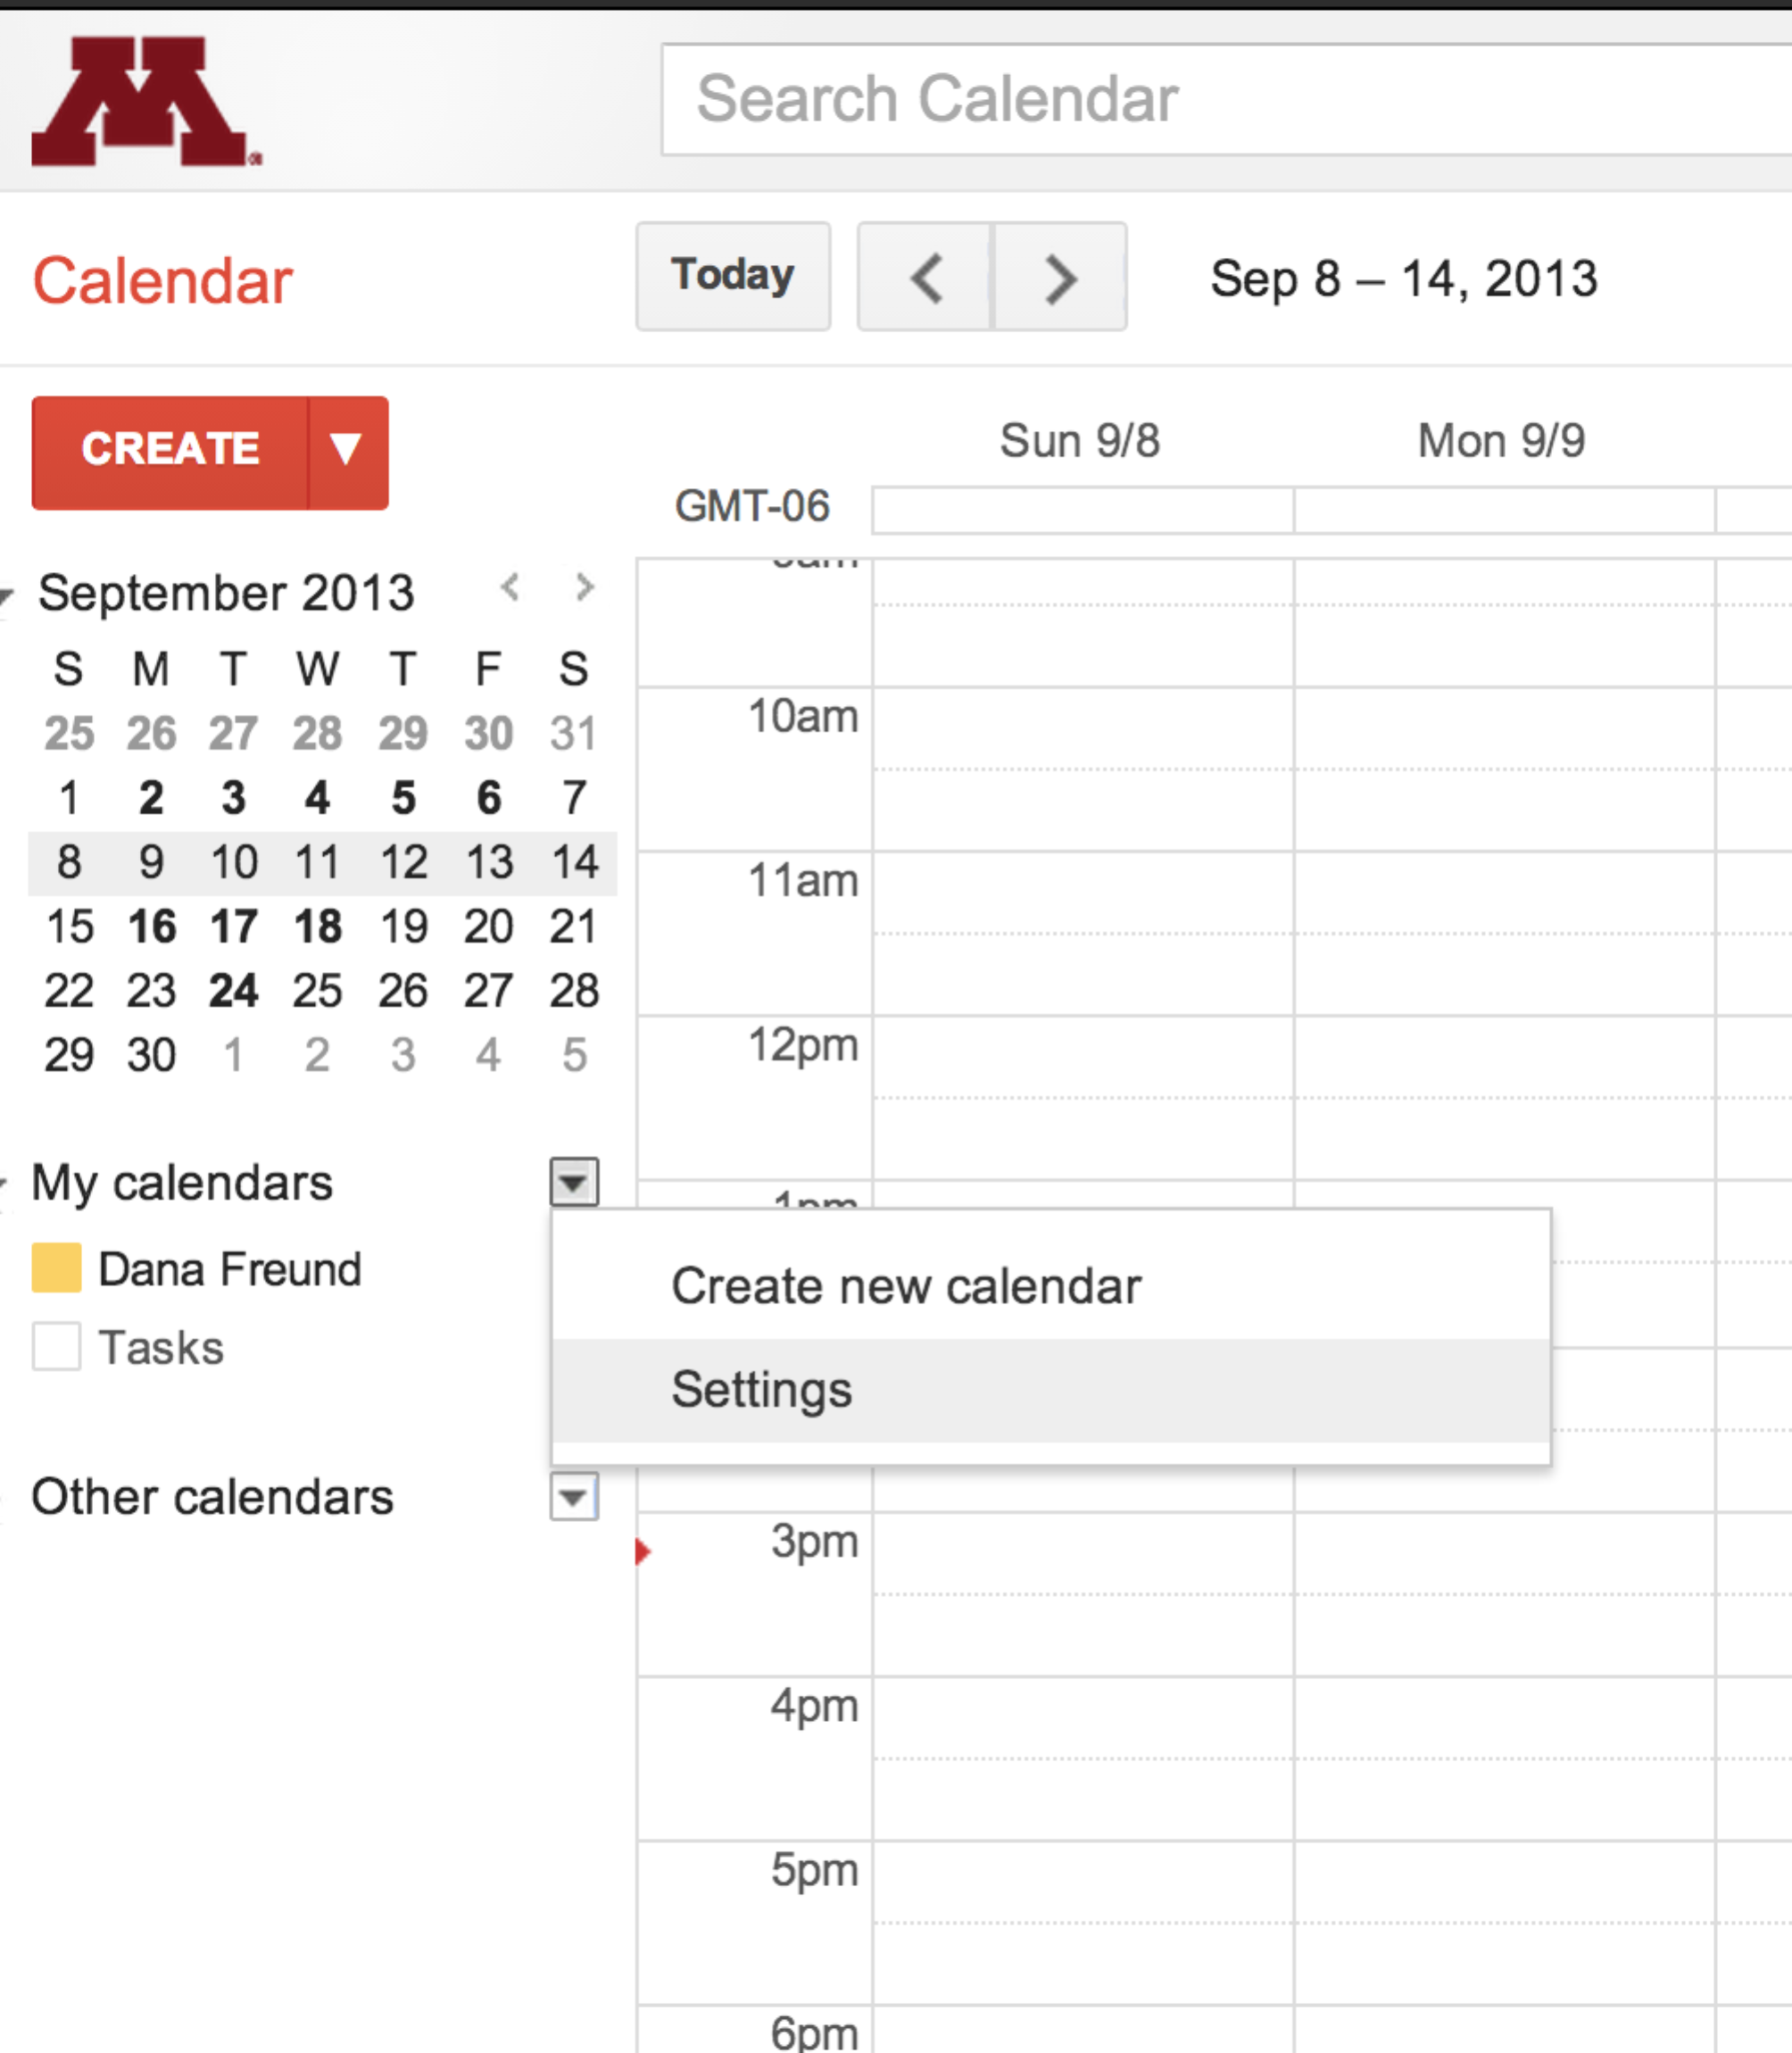 M
Search Calendar
Calendar
Today
Sep 8 – 14, 2013
CREATE
Sun 9/8
Mon 9/9
GMT-06
September 2013
S M T W T F S
25 26 27 28 29 30 31
1 2 3 4 5 6 7
8 9 10 11 12 13 14
15 16 17 18 19 20 21
22 23 24 25 26 27 28
29 30 1 2 3 4 5
10am
11am
12pm
1pm
My calendars
Dana Freund
Tasks
Create new calendar
Settings
Other calendars
3pm
4pm
5pm
6pm